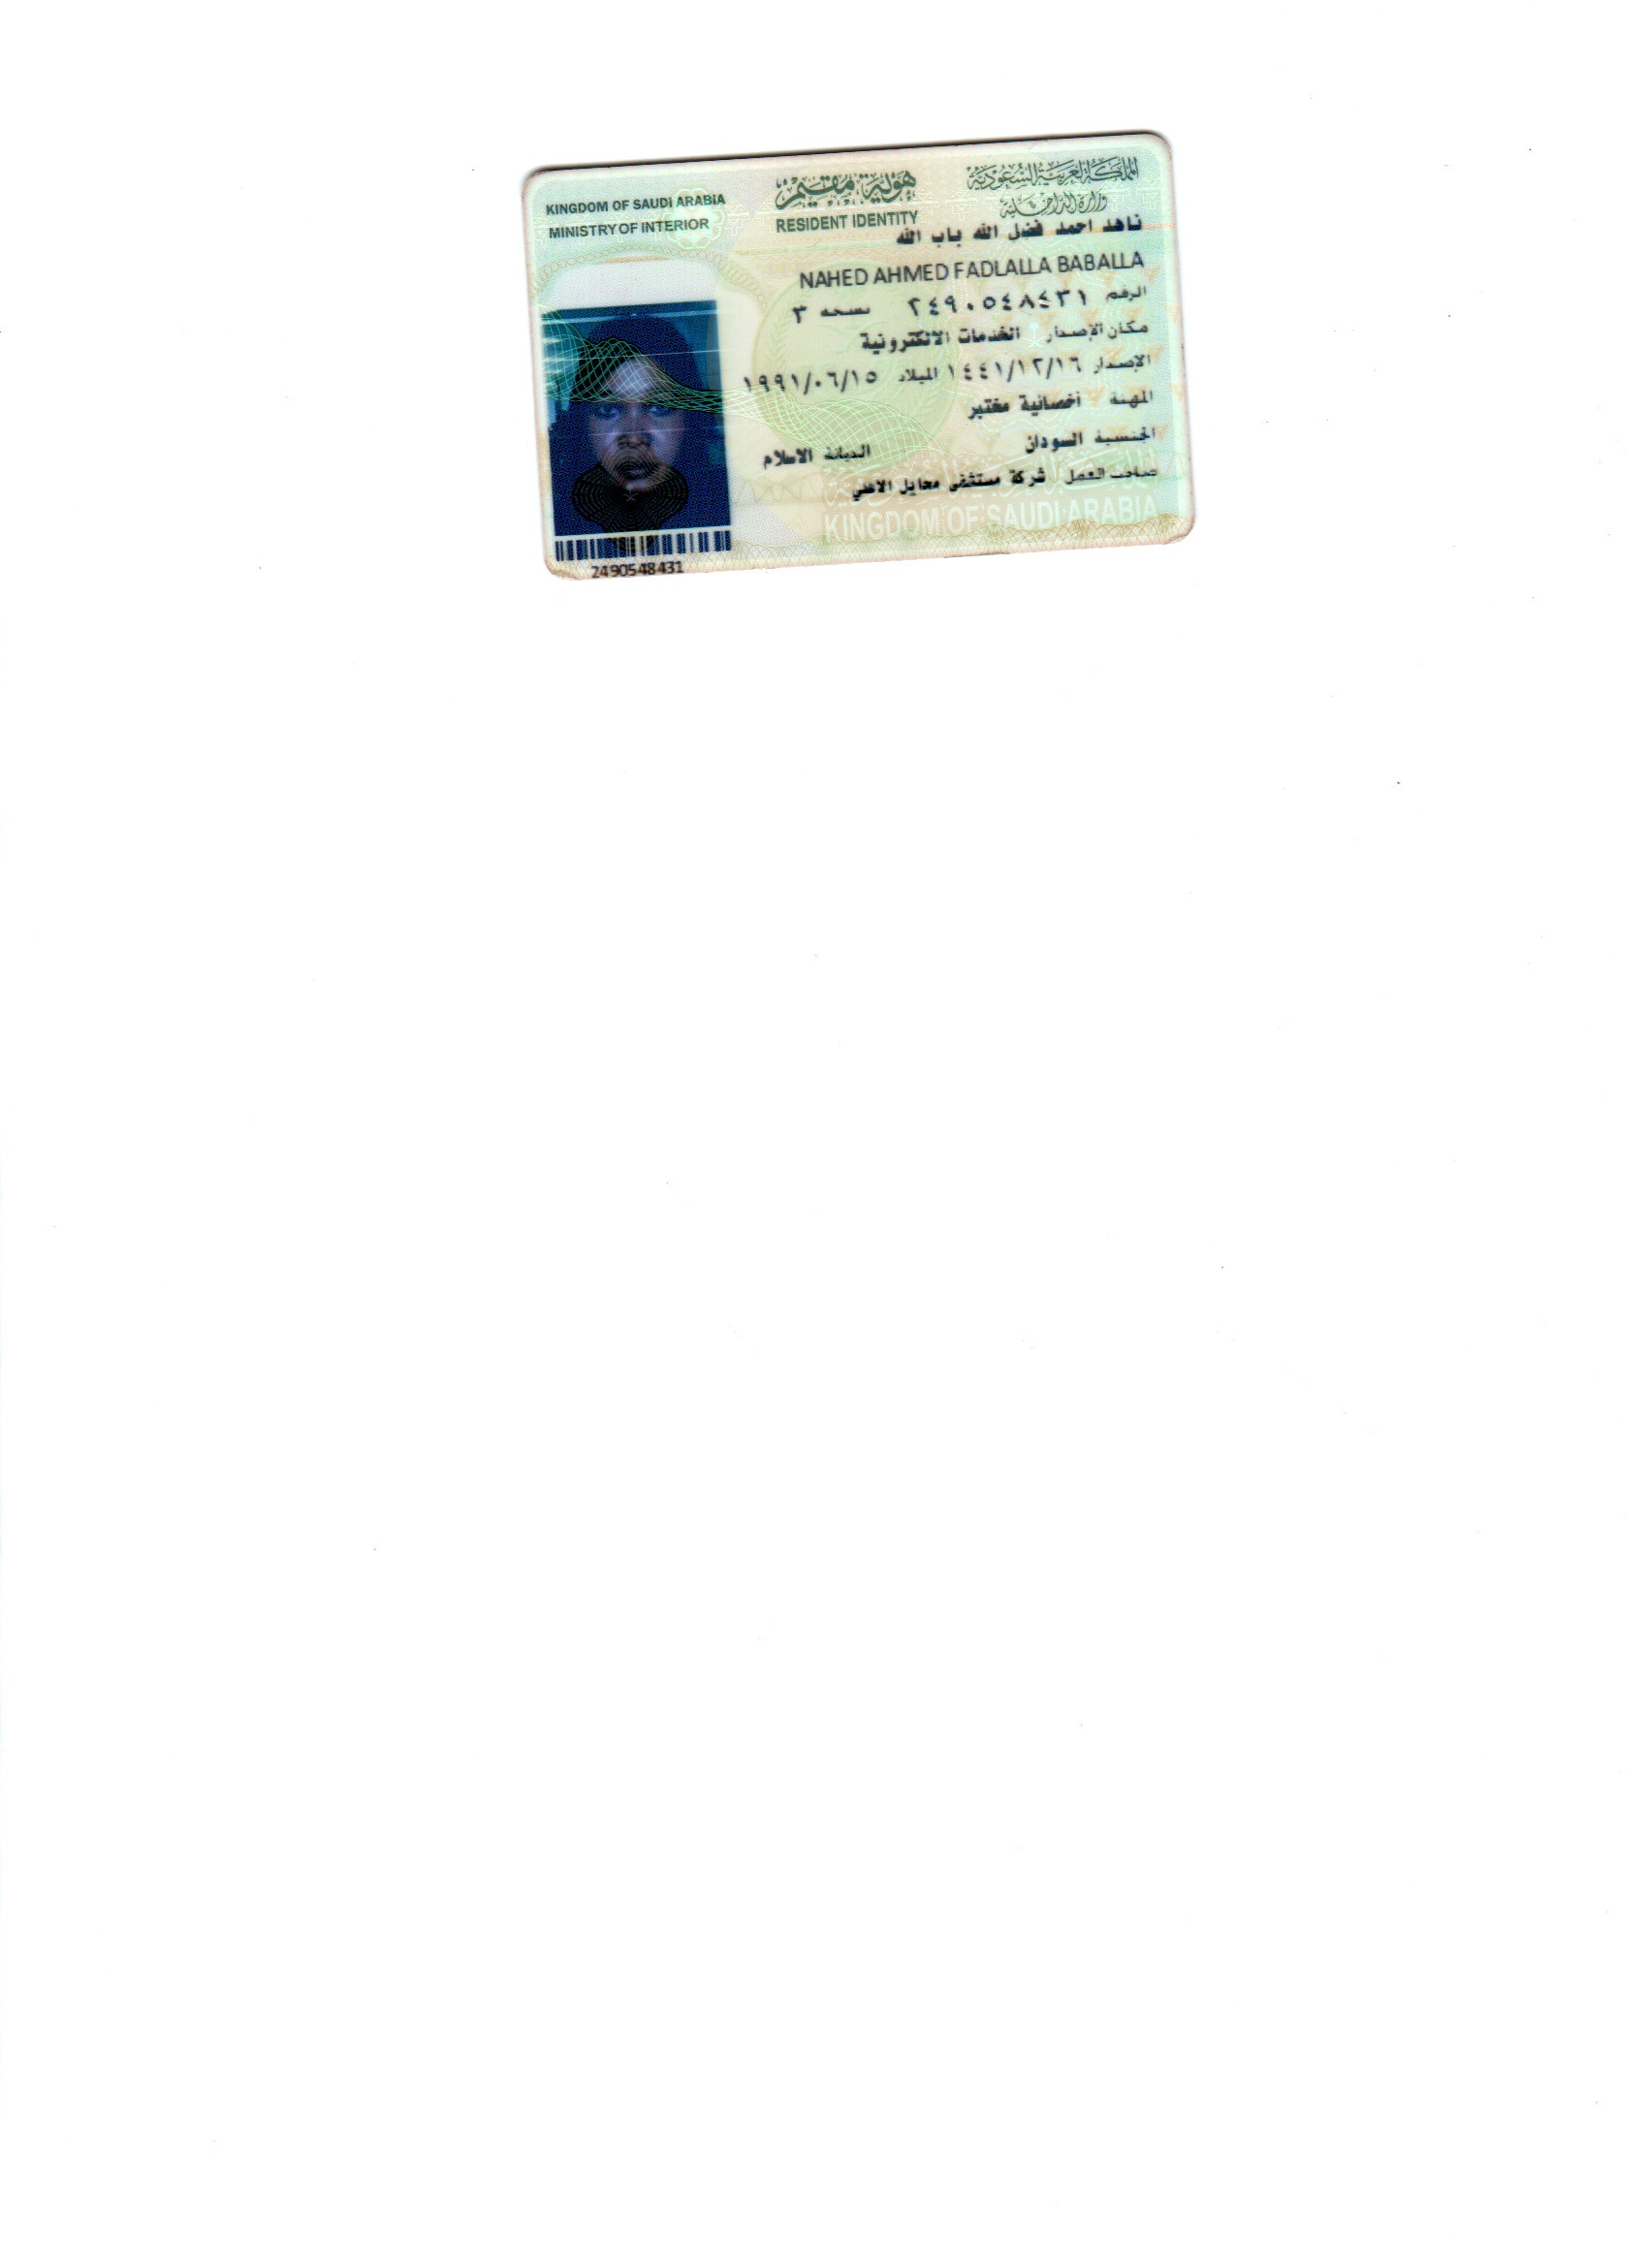 KINGDOM OF SAUDI ARABIA
MINISTRY OF INTERIOR
هوية مقيم
RESIDENT IDENTITY
المملكة العربية السعودية
وزارة الداخلية
ناهد احمد فضل الله باب الله
NAHED AHMED FADLALLA BABALLA
الرقم ٢٤٩٠٥٤٨٤٣١ نسخة ٣
مكان الإصدار الخدمات الالكترونية
الإصدار ١٤٤١/١٢/١٦ الميلاد ١٩٩١/٠٦/١٥
المهنة أخصائية مختبر
الجنسية السودان الديانة الاسلام
صاحب العمل شركة مستشفى محايل الاهلي
KINGDOM OF SAUDI ARABIA
2490548431